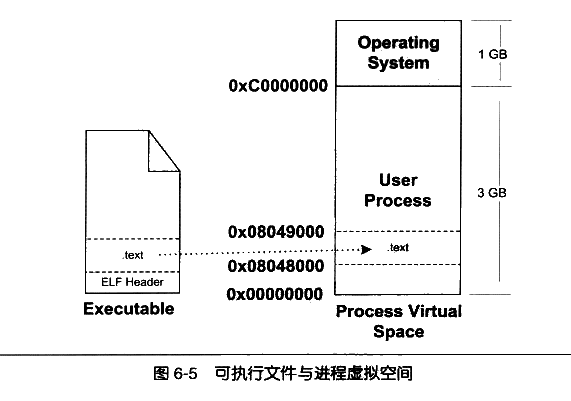 Operating
System
1 GB
0xC0000000
User
Process
3 GB
0x08049000
.text
.text
0x08048000
ELF Header
0x00000000
Executable
Process Virtual
Space
图 6-5 可执行文件与进程虚拟空间